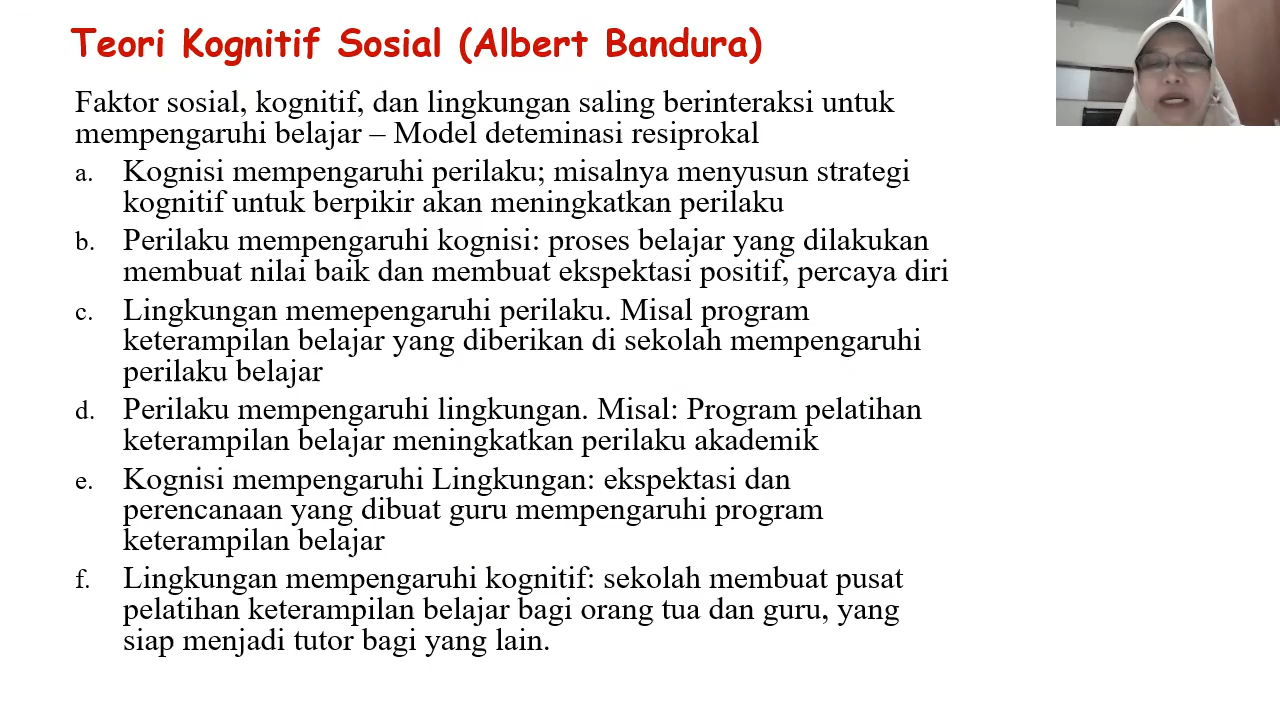 Teori Kognitif Sosial (Albert Bandura)
Faktor sosial, kognitif, dan lingkungan saling berinteraksi untuk
mempengaruhi belajar – Model deteminasi resiprokal
a. Kognisi mempengaruhi perilaku; misalnya menyusun strategi
kognitif untuk berpikir akan meningkatkan perilaku
b. Perilaku mempengaruhi kognisi: proses belajar yang dilakukan
membuat nilai baik dan membuat ekspektasi positif, percaya diri
c. Lingkungan memepengaruhi perilaku. Misal program
keterampilan belajar yang diberikan di sekolah mempengaruhi
perilaku belajar
d. Perilaku mempengaruhi lingkungan. Misal: Program pelatihan
keterampilan belajar meningkatkan perilaku akademik
e. Kognisi mempengaruhi Lingkungan: ekspektasi dan
perencanaan yang dibuat guru mempengaruhi program
keterampilan belajar
f. Lingkungan mempengaruhi kognitif: sekolah membuat pusat
pelatihan keterampilan belajar bagi orang tua dan guru, yang
siap menjadi tutor bagi yang lain.